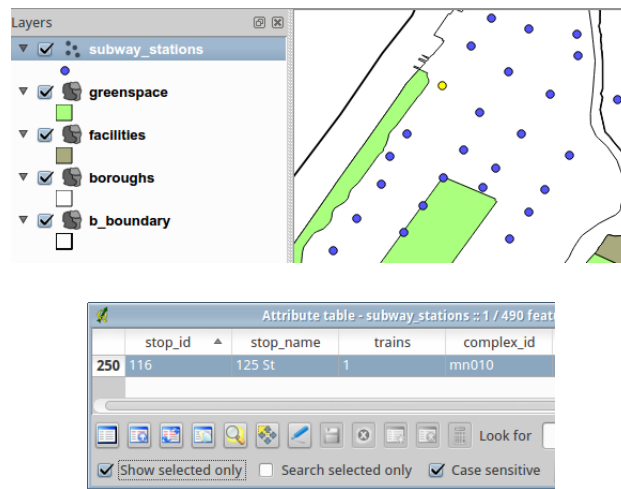 Layers
subway_stations
greenspace
facilities
boroughs
b_boundary
Attribute table - subway_stations :: 1 / 490 feat
stop_id stop_name trains complex_id
250 116 125 St 1 mn010
Look for
Show selected only Search selected only Case sensitive